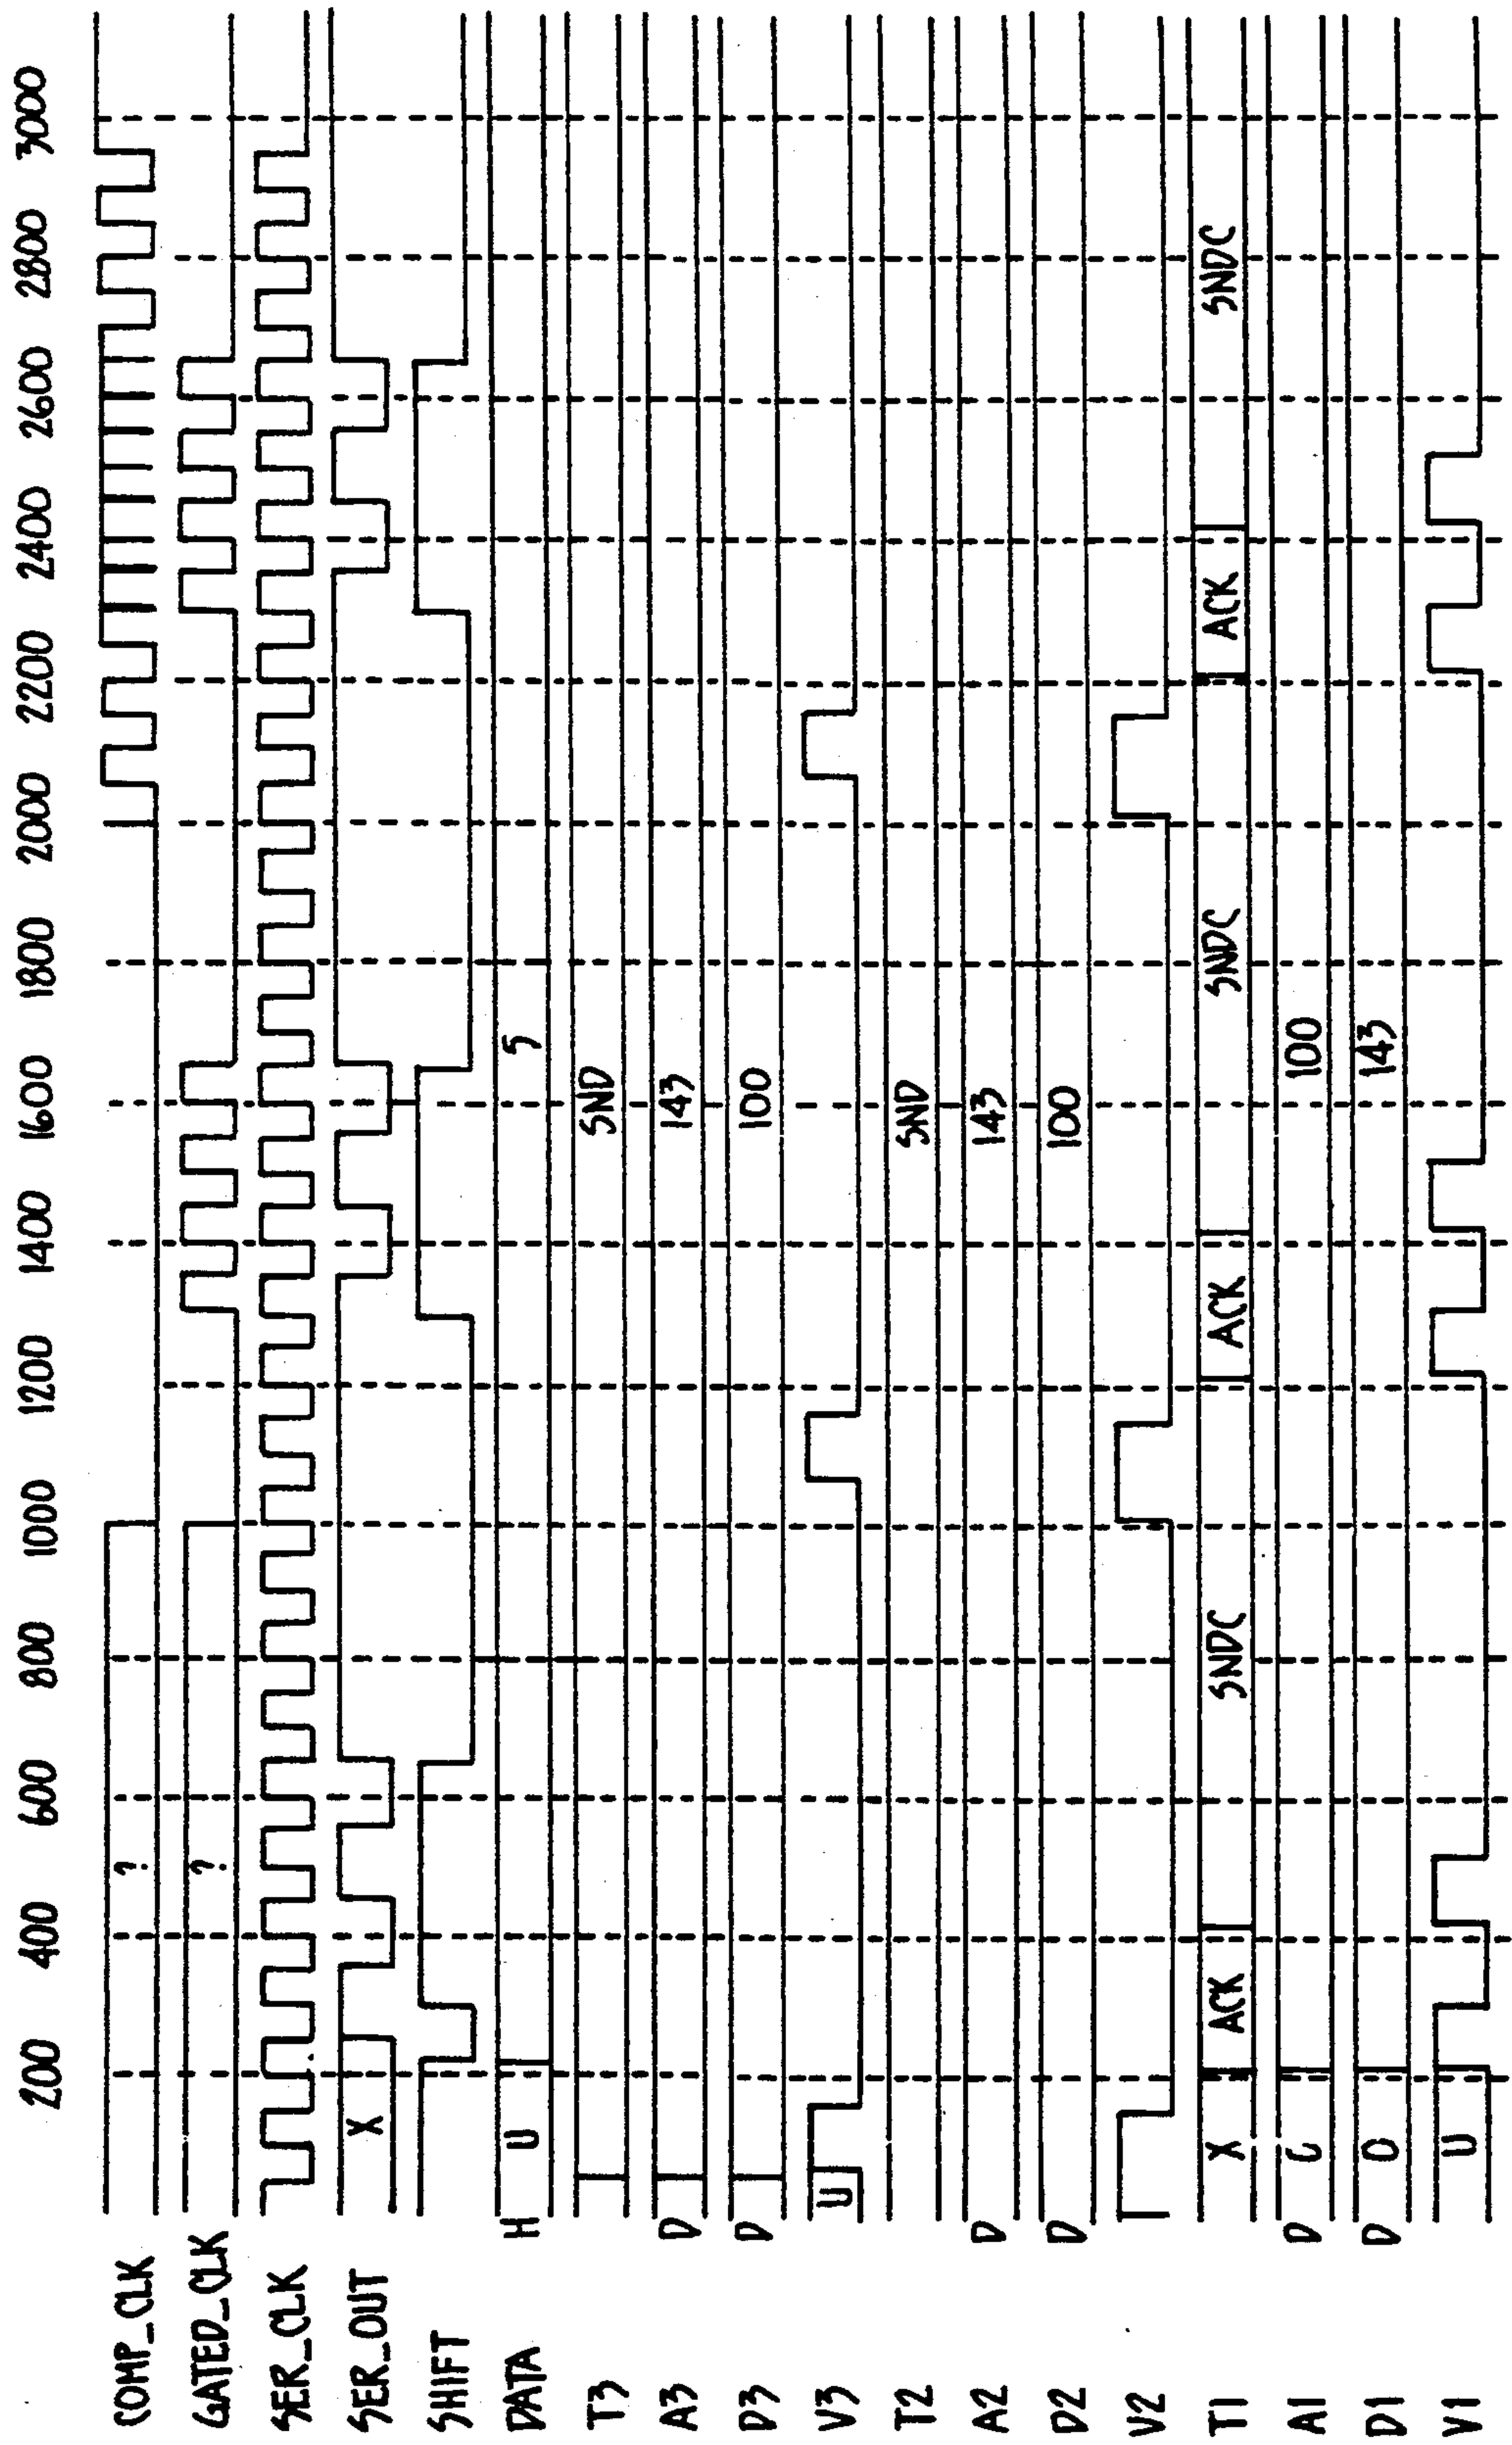 200 400 600 800 1000 1200 1400 1600 1800 2000 2200 2400 2600 2800 3000
COMP_CLK ?
GATED_CLK ?
SER_CLK
SER_OUT X
SHIFT
DATA H U 5
T3 SND
A3 D 143
D3 D 100
V3 U
T2 SND
A2 D 143
D2 D 100
V2
T1 X ACK SNDC ACK SNDC ACK SNDC
A1 D 0 100
D1 D 0 143
V1 U